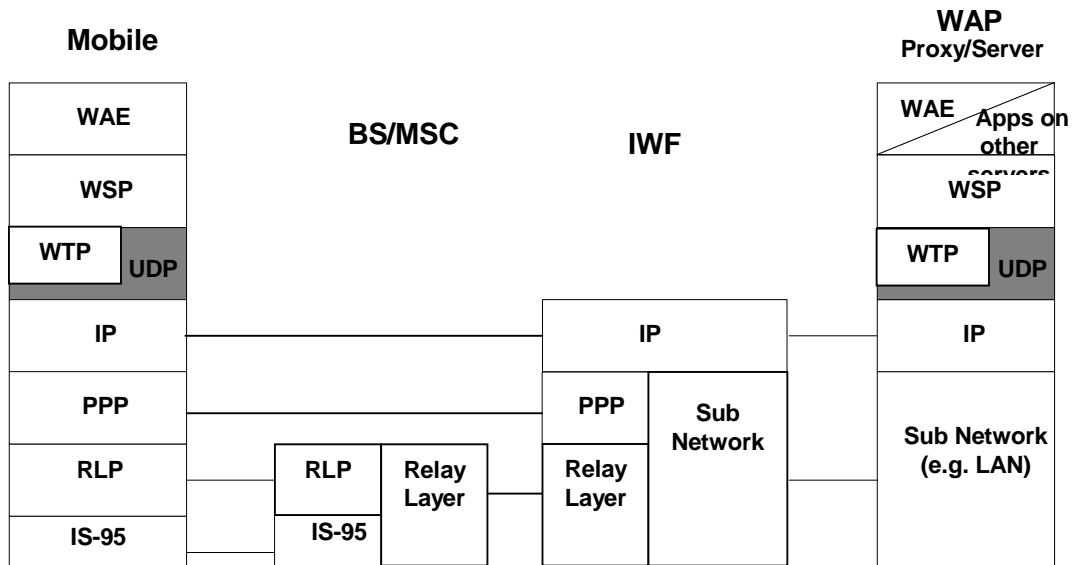 Mobile
WAP
Proxy/Server
BS/MSC
IWF
WAE
WSP
WTP
UDP
IP
PPP
RLP
IS-95
RLP
IS-95
Relay
Layer
IP
PPP
Relay
Layer
Sub
Network
WAE
Apps on
other
servers
WSP
WTP
UDP
IP
Sub Network
(e.g. LAN)